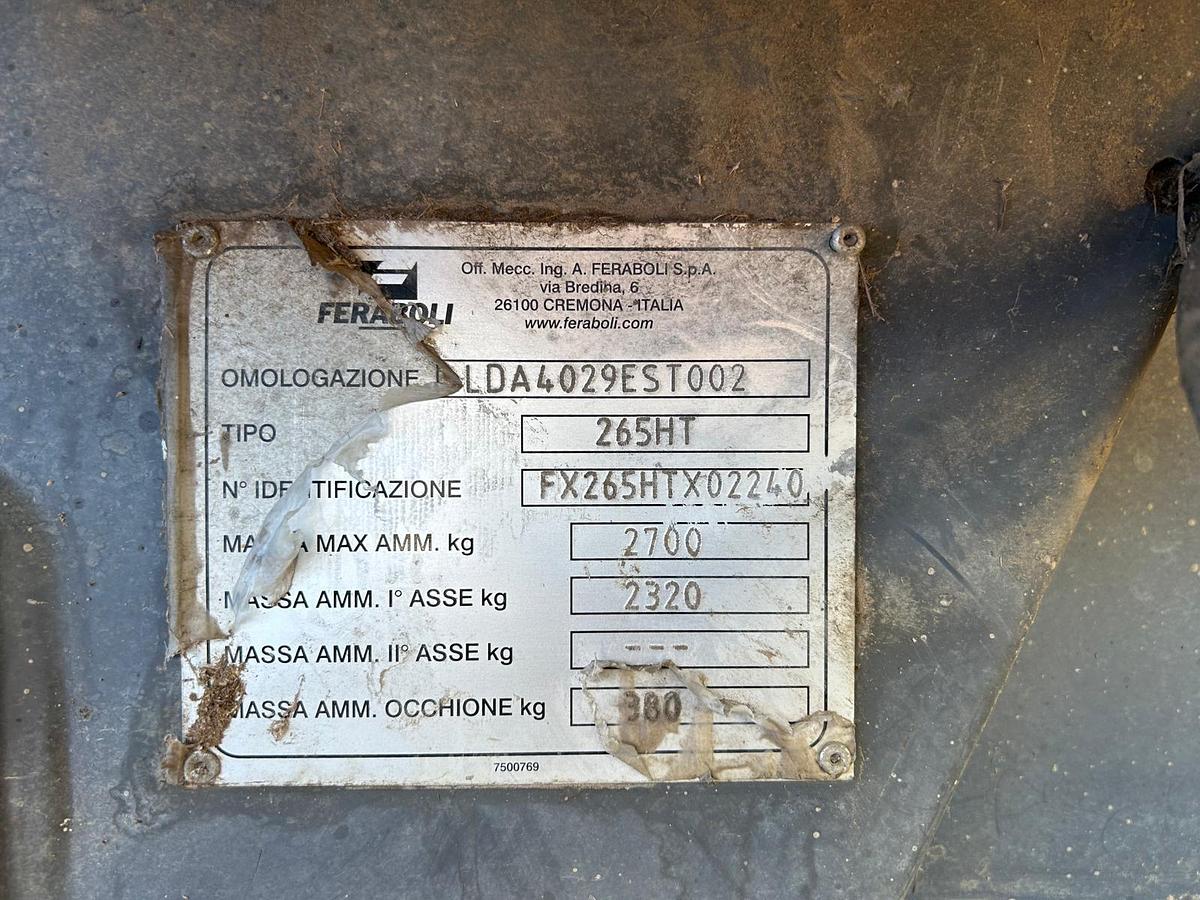 FERABOLI
Off. Mecc. Ing. A. FERABOLI S.p.A.
via Bredina, 6
26100 CREMONA - ITALIA
www.feraboli.com
OMOLOGAZIONE LDA4029EST002
TIPO 265HT
N° IDENTIFICAZIONE FX265HTX02240
MASSA MAX AMM. kg 2700
MASSA AMM. I° ASSE kg 2320
MASSA AMM. II° ASSE kg ---
MASSA AMM. OCCHIONE kg 380
7500769